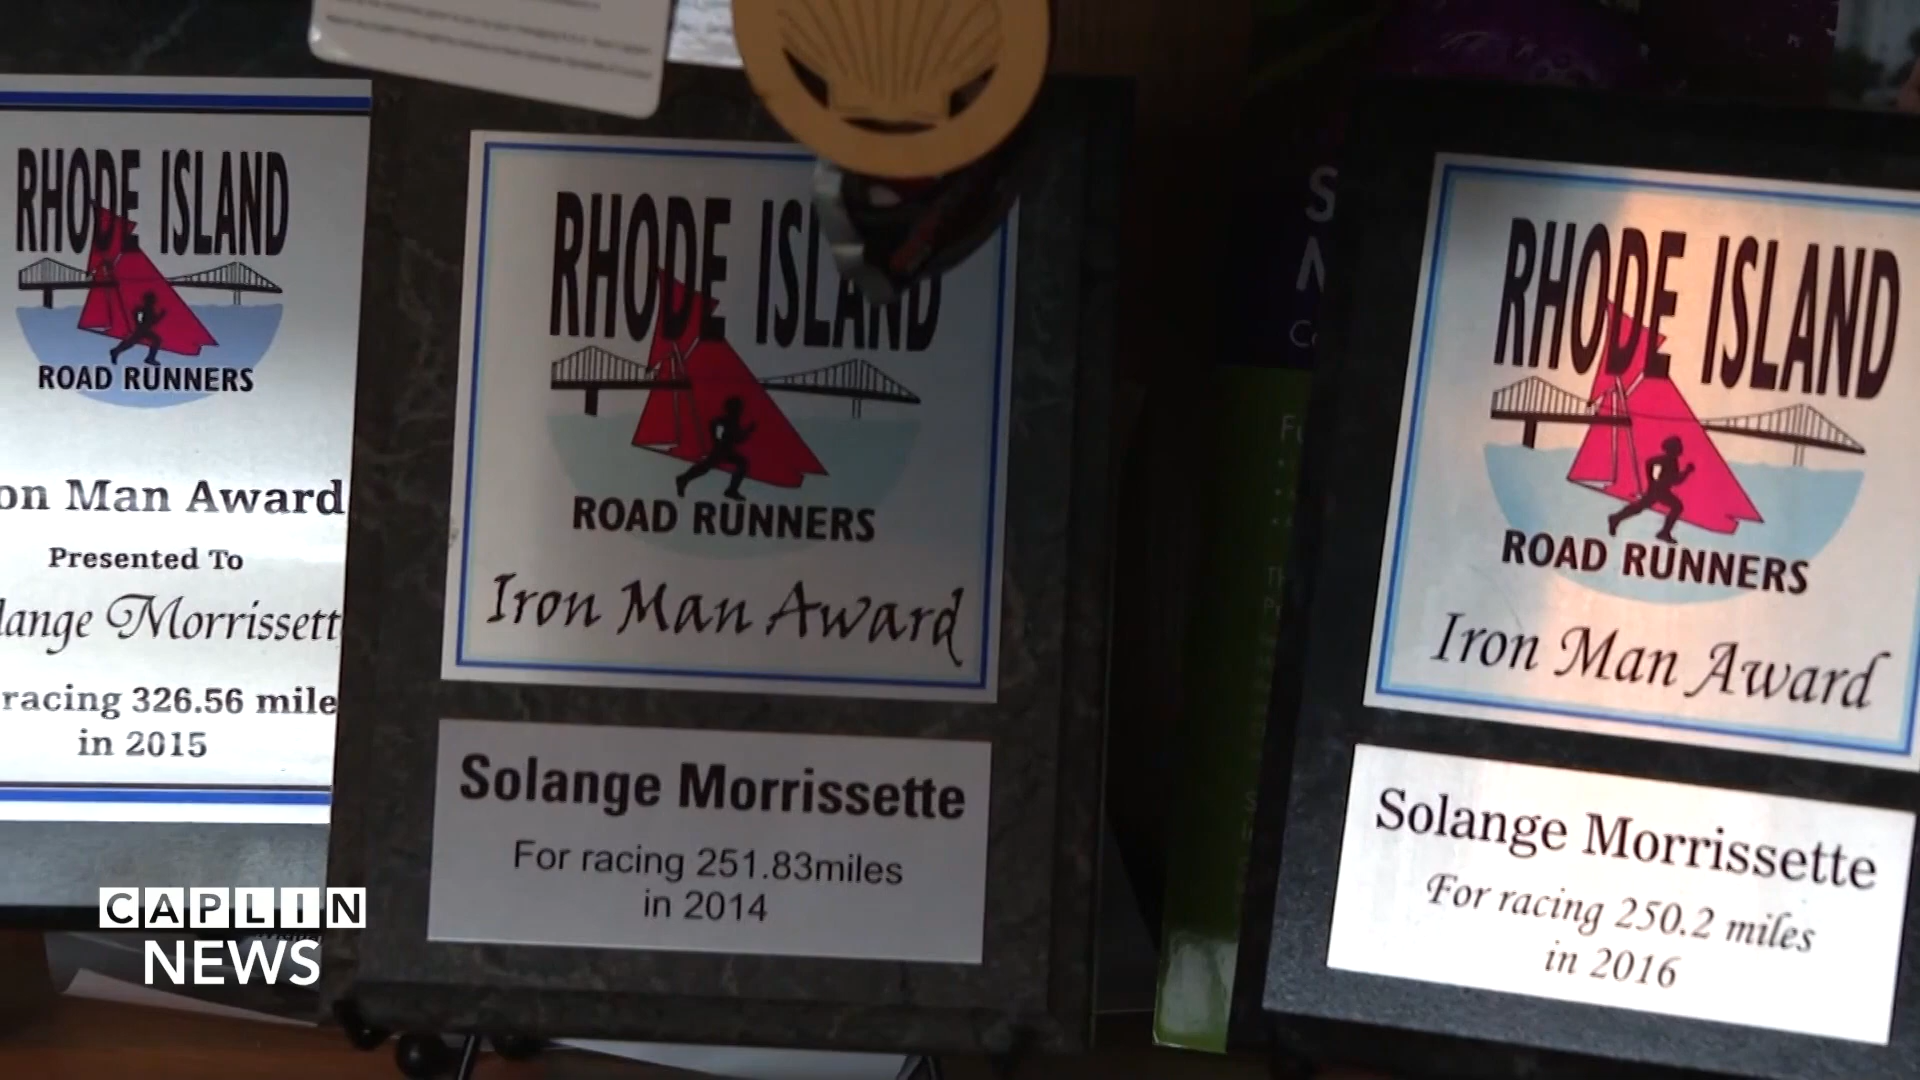 RHODE ISLAND
ROAD RUNNERS
on Man Award
Presented To
lange Morrissett
racing 326.56 mile
in 2015
RHODE ISLAND
ROAD RUNNERS
Iron Man Award
Solange Morrissette
For racing 251.83miles
in 2014
RHODE ISLAND
ROAD RUNNERS
Iron Man Award
Solange Morrissette
For racing 250.2 miles
in 2016
CAPLIN
NEWS